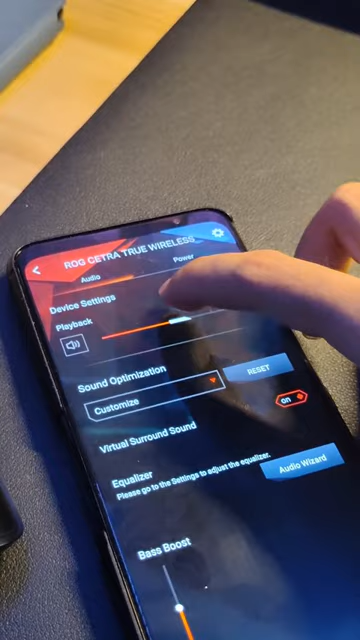 ROG CETRA TRUE WIRELESS
Audio
Power
Device Settings
Playback
Sound Optimization
Customize
RESET
Virtual Surround Sound
on
Equalizer
Please go to the Settings to adjust the equalizer.
Audio Wizard
Bass Boost